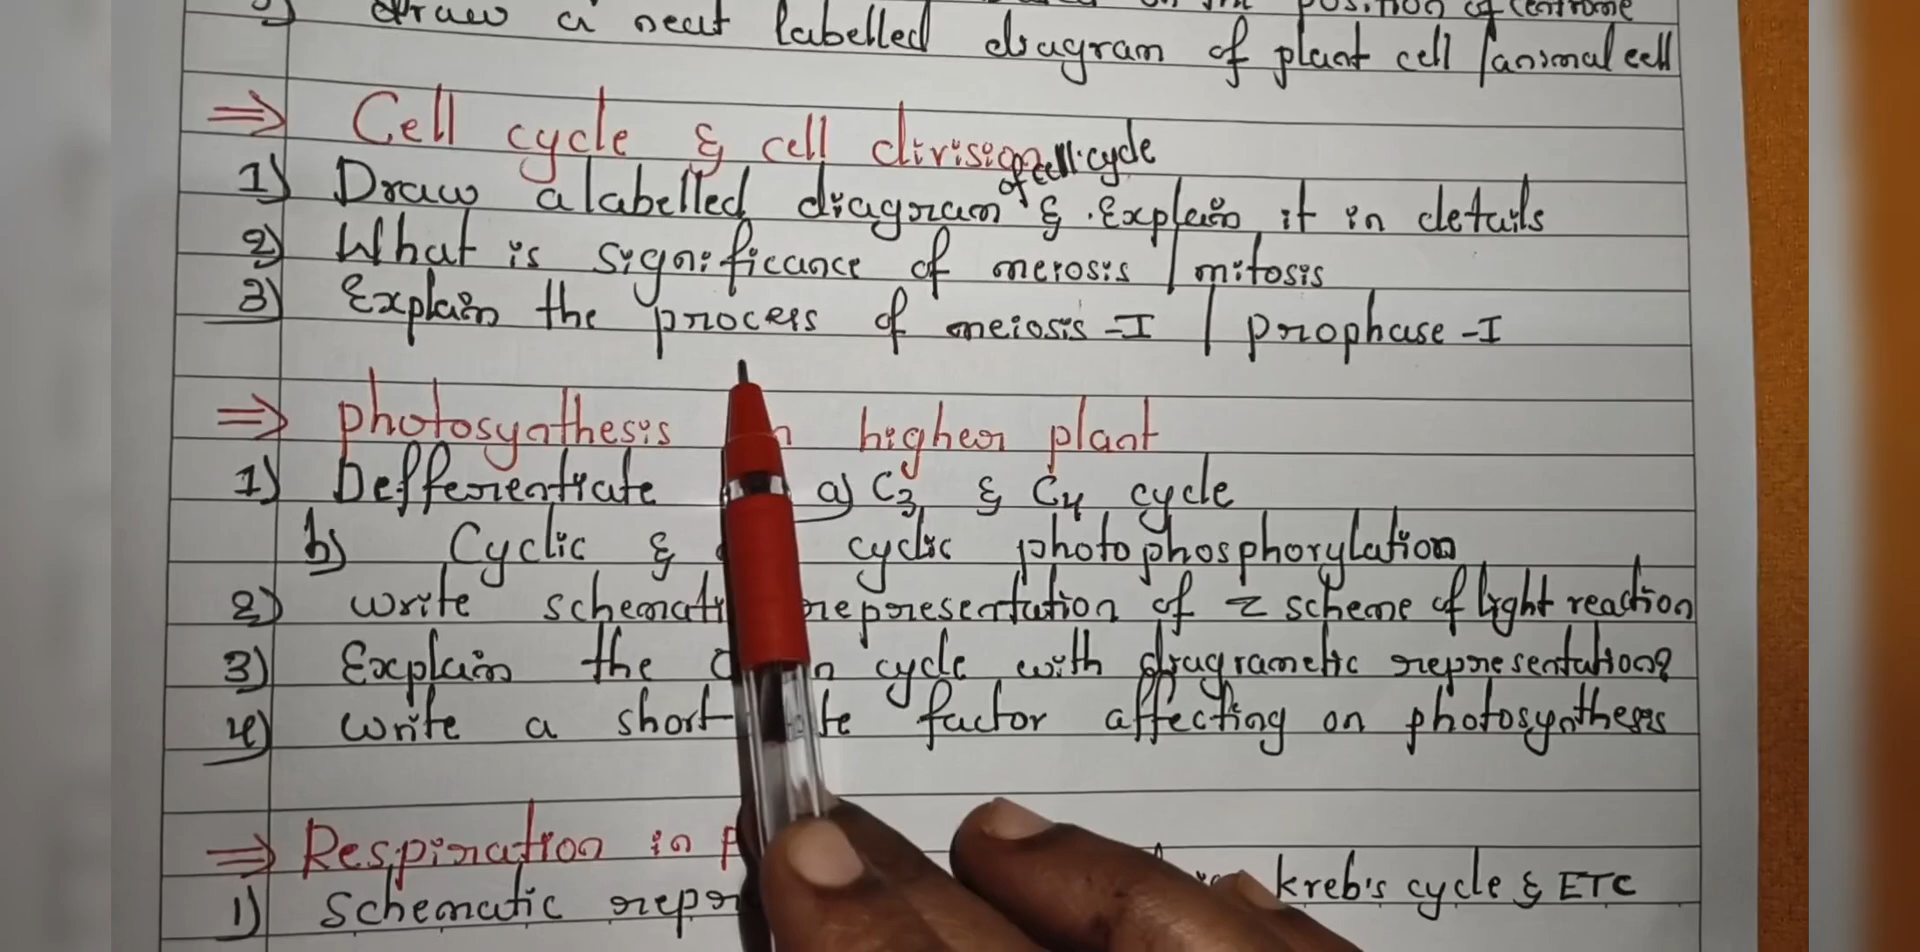 draw a neat labelled diagram of plant cell / animal cell
⇒ Cell cycle & cell division
1) Draw a labelled diagram of cell cycle & Explain it in details
2) What is significance of meiosis / mitosis
3) Explain the process of meiosis -I / prophase -I
⇒ photosynthesis in higher plant
1) Defferentiate a) C3 & C4 cycle
b) Cyclic & cyclic photophosphorylation
2) write schemati representation of Z scheme of light reaction
3) Explain the cycle with diagrametic representation?
4) write a short factor affecting on photosynthesis
⇒ Respiration in
1) Schematic repr kreb's cycle & ETC